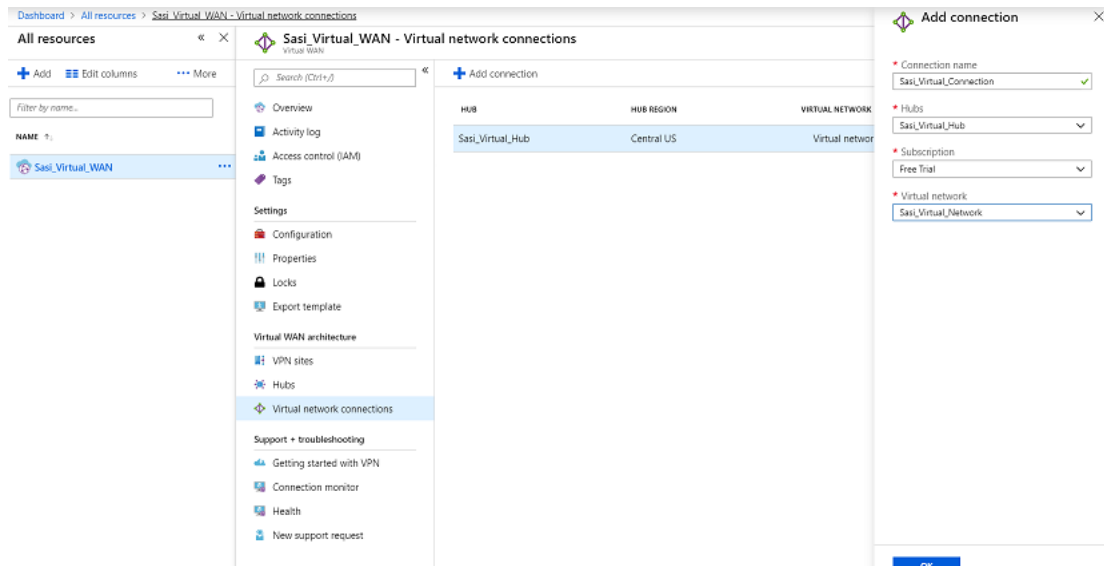 Dashboard > All resources > Sasi_Virtual_WAN - Virtual network connections
All resources
« ×
Add Edit columns ••• More
Filter by name...
NAME ↑↓
Sasi_Virtual_WAN •••
Sasi_Virtual_WAN - Virtual network connections
Virtual WAN
Search (Ctrl+/)
«
Overview
Activity log
Access control (IAM)
Tags
Settings
Configuration
Properties
Locks
Export template
Virtual WAN architecture
VPN sites
Hubs
Virtual network connections
Support + troubleshooting
Getting started with VPN
Connection monitor
Health
New support request
Add connection
HUB HUB REGION VIRTUAL NETWORK
Sasi_Virtual_Hub Central US Virtual networ
Add connection
* Connection name
Sasi_Virtual_Connection
* Hubs
Sasi_Virtual_Hub
* Subscription
Free Trial
* Virtual network
Sasi_Virtual_Network
OK